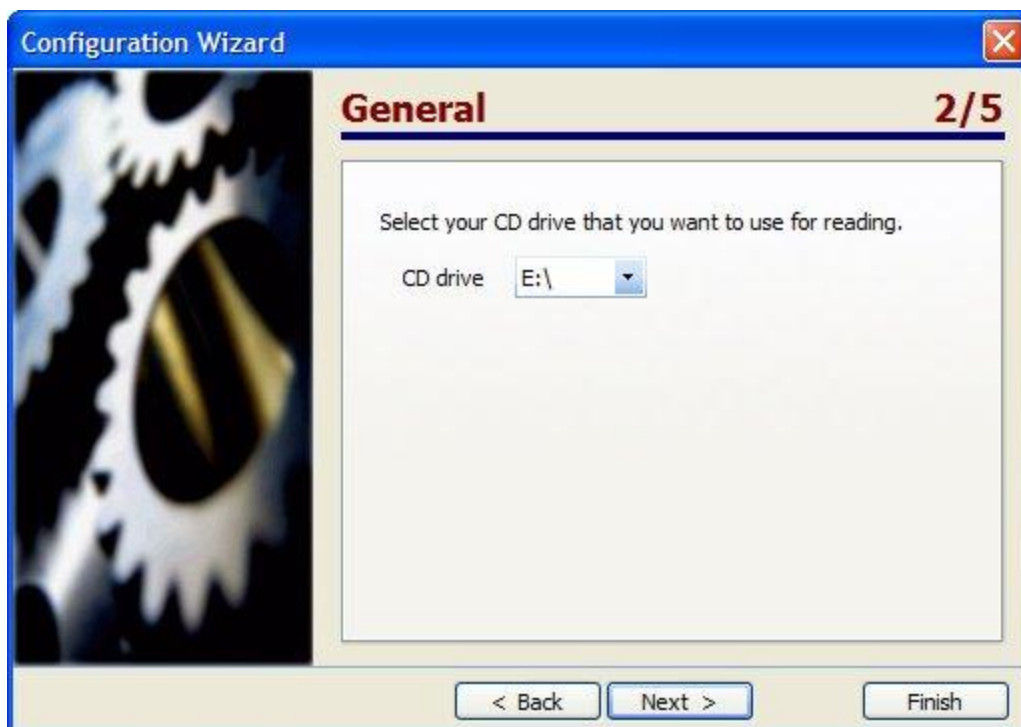 Configuration Wizard
General 2/5
Select your CD drive that you want to use for reading.
CD drive E:\
< Back Next > Finish